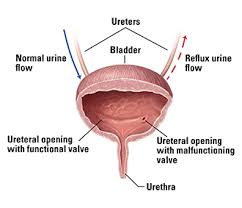 Ureters
Normal urine
flow
Bladder
Reflux urine
flow
Ureteral opening
with functional valve
Ureteral opening
with malfunctioning
valve
Urethra